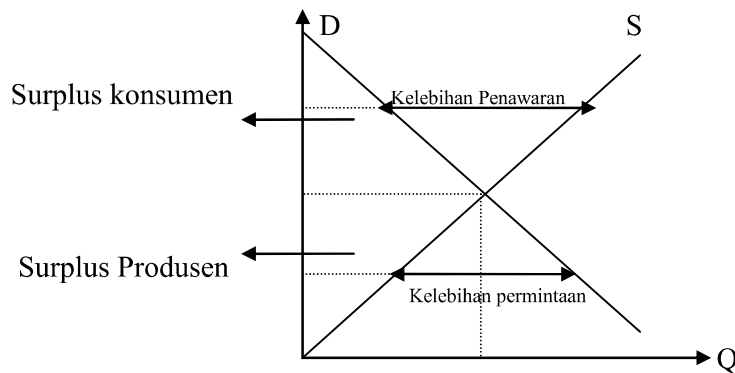 D
S
Surplus konsumen
Kelebihan Penawaran
Surplus Produsen
Kelebihan permintaan
Q